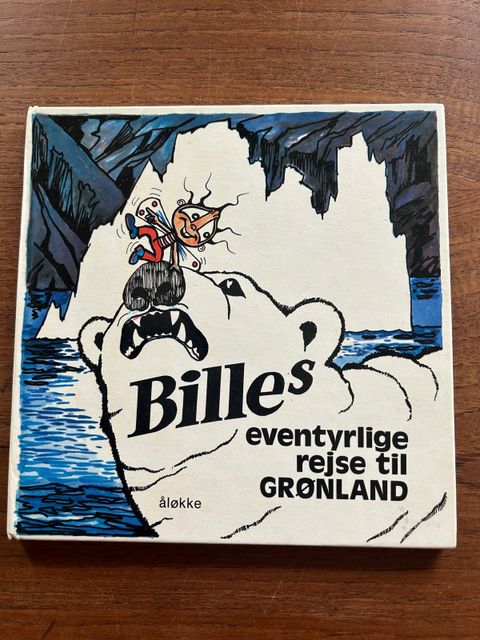 Billes
eventyrlige
rejse til
GRØNLAND
åløkke